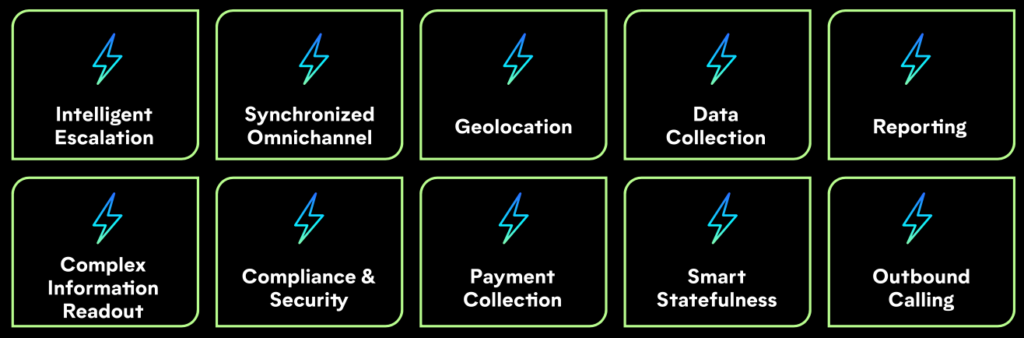 Intelligent
Escalation
Synchronized
Omnichannel
Geolocation
Data
Collection
Reporting
Complex
Information
Readout
Compliance &
Security
Payment
Collection
Smart
Statefulness
Outbound
Calling